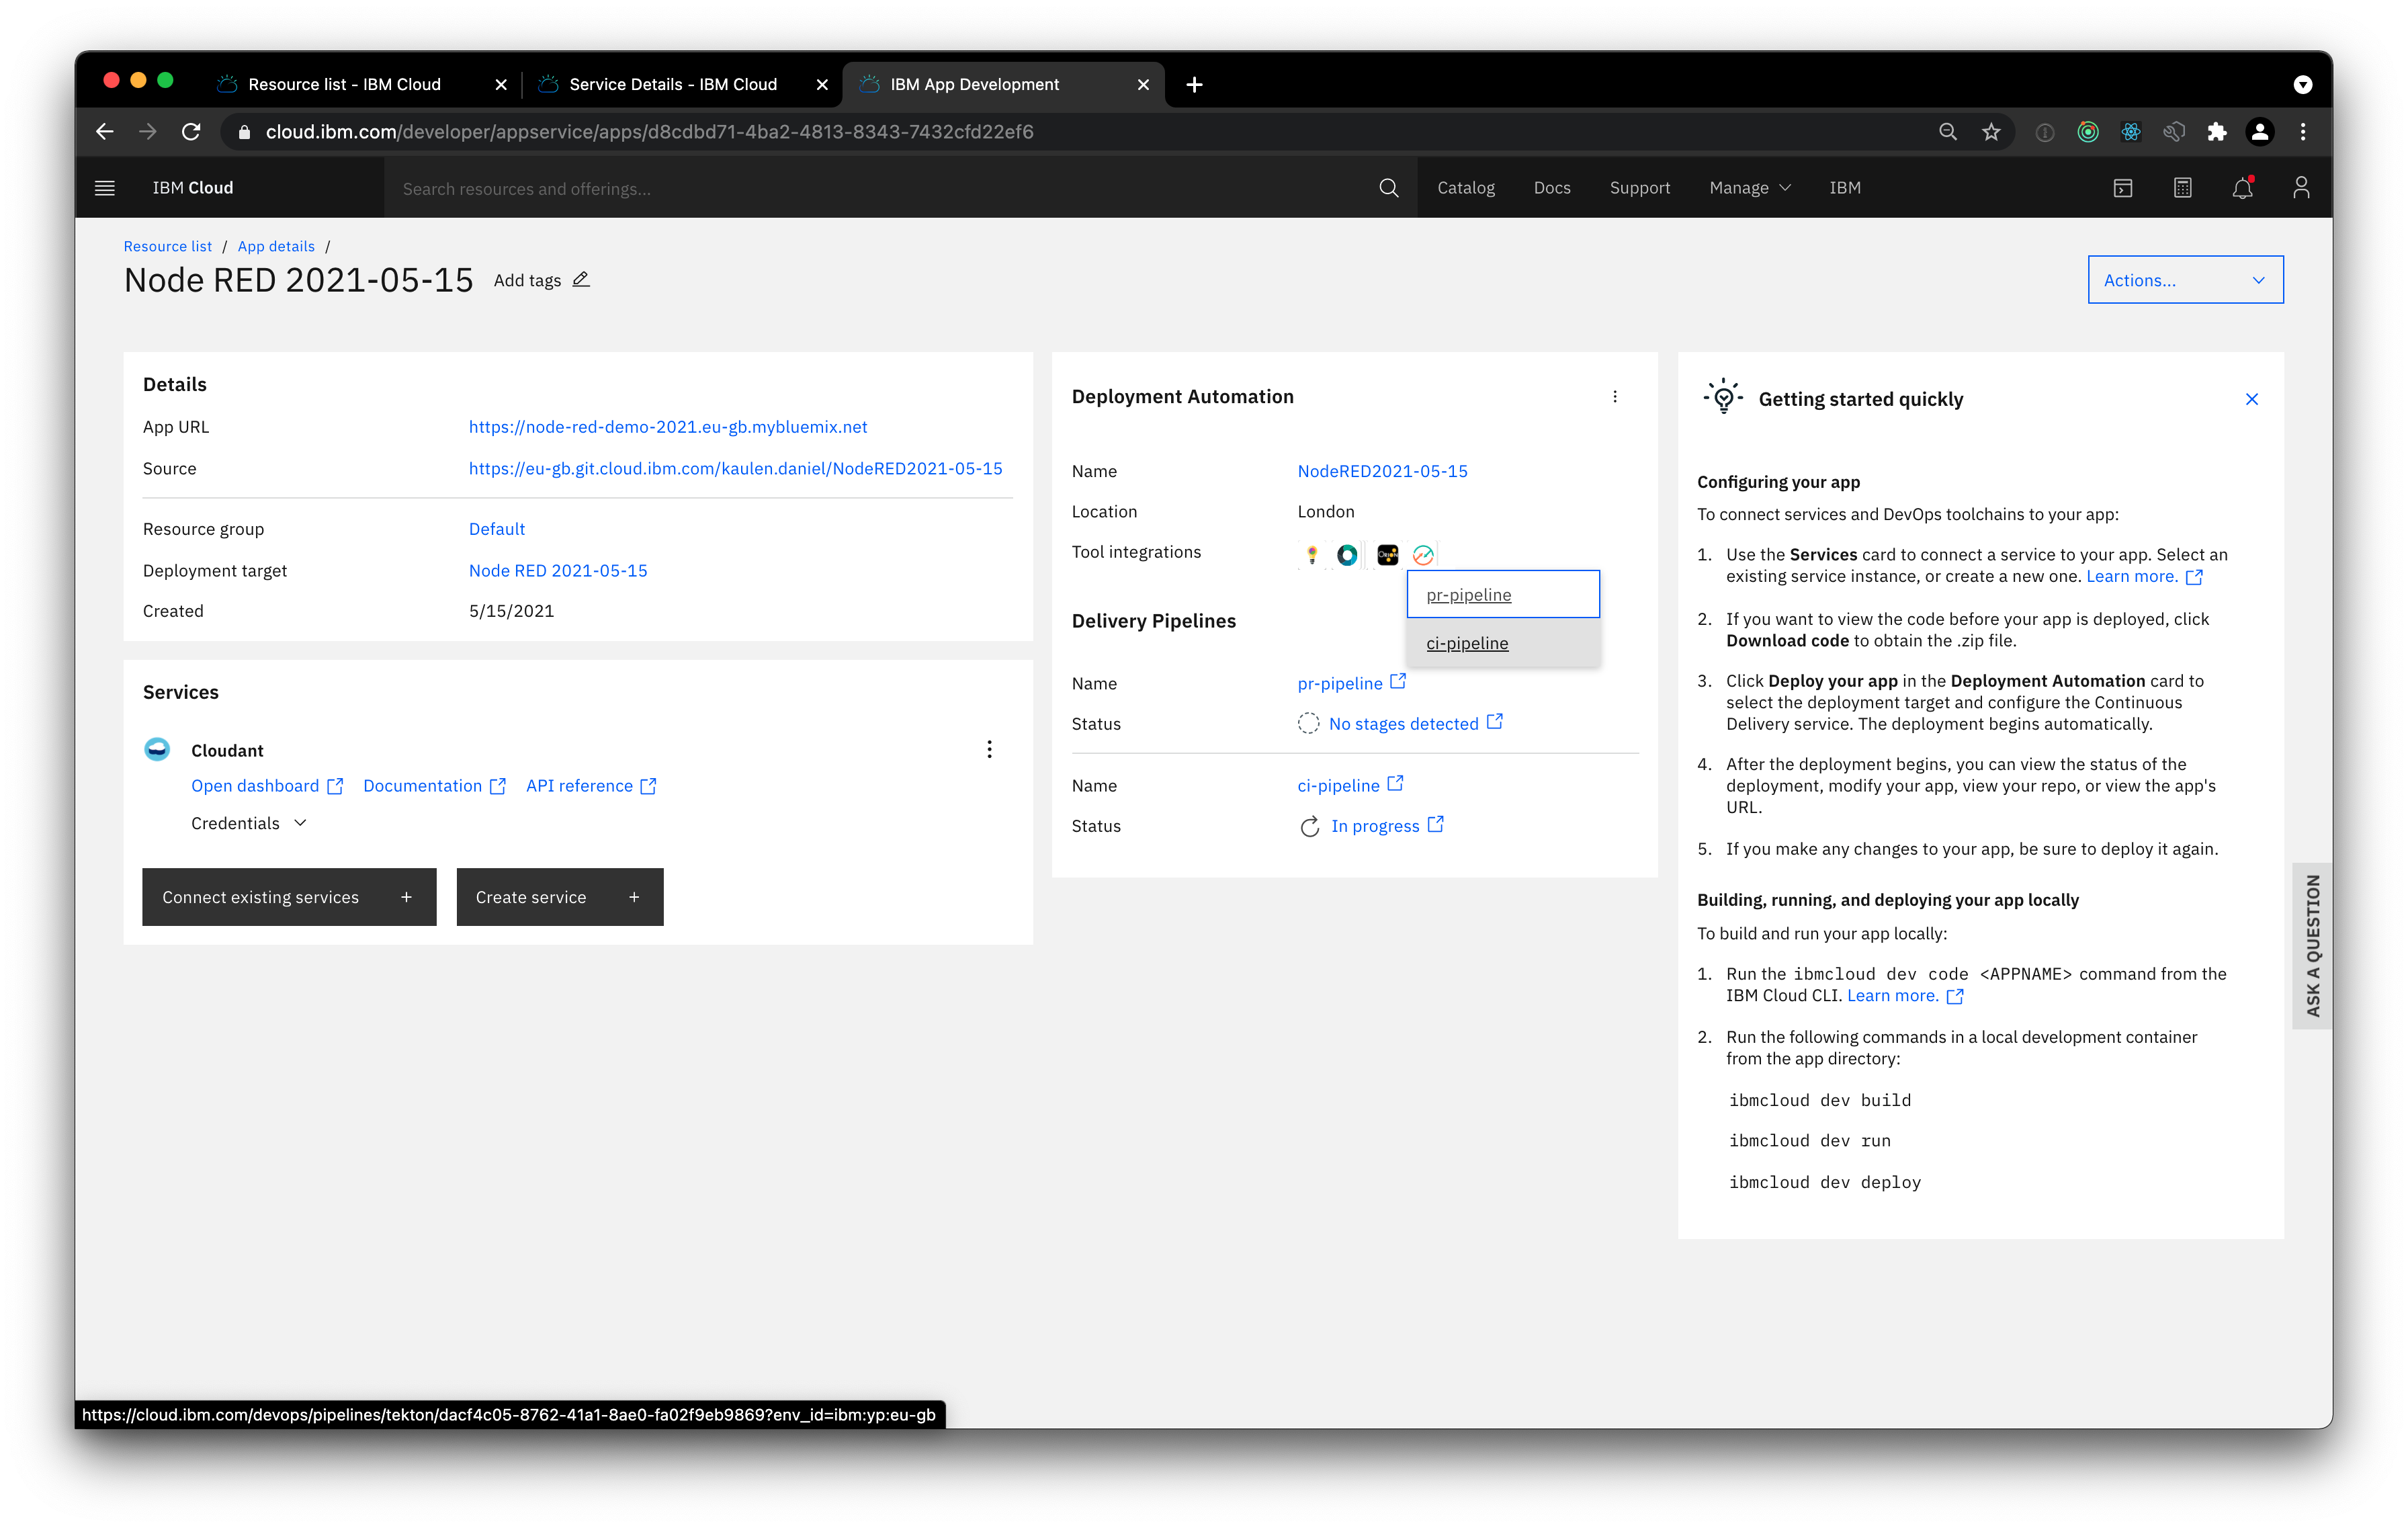 Resource list - IBM Cloud
Service Details - IBM Cloud
IBM App Development
cloud.ibm.com/developer/appservice/apps/d8cdbd71-4ba2-4813-8343-7432cfd22ef6
IBM Cloud
Search resources and offerings...
Catalog
Docs
Support
Manage
IBM
Resource list / App details /
Node RED 2021-05-15
Add tags
Actions...
Details
App URL
https://node-red-demo-2021.eu-gb.mybluemix.net
Source
https://eu-gb.git.cloud.ibm.com/kaulen.daniel/NodeRED2021-05-15
Resource group
Default
Deployment target
Node RED 2021-05-15
Created
5/15/2021
Services
Cloudant
Open dashboard
Documentation
API reference
Credentials
Connect existing services +
Create service +
Deployment Automation
Name
NodeRED2021-05-15
Location
London
Tool integrations
ORION
pr-pipeline
ci-pipeline
Delivery Pipelines
Name
pr-pipeline
Status
No stages detected
Name
ci-pipeline
Status
In progress
Getting started quickly
Configuring your app
To connect services and DevOps toolchains to your app:
1. Use the Services card to connect a service to your app. Select an
existing service instance, or create a new one. Learn more.
2. If you want to view the code before your app is deployed, click
Download code to obtain the .zip file.
3. Click Deploy your app in the Deployment Automation card to
select the deployment target and configure the Continuous
Delivery service. The deployment begins automatically.
4. After the deployment begins, you can view the status of the
deployment, modify your app, view your repo, or view the app's
URL.
5. If you make any changes to your app, be sure to deploy it again.
Building, running, and deploying your app locally
To build and run your app locally:
1. Run the ibmcloud dev code <APPNAME> command from the
IBM Cloud CLI. Learn more.
2. Run the following commands in a local development container
from the app directory:
ibmcloud dev build
ibmcloud dev run
ibmcloud dev deploy
ASK A QUESTION
https://cloud.ibm.com/devops/pipelines/tekton/dacf4c05-8762-41a1-8ae0-fa02f9eb9869?env_id=ibm:yp:eu-gb